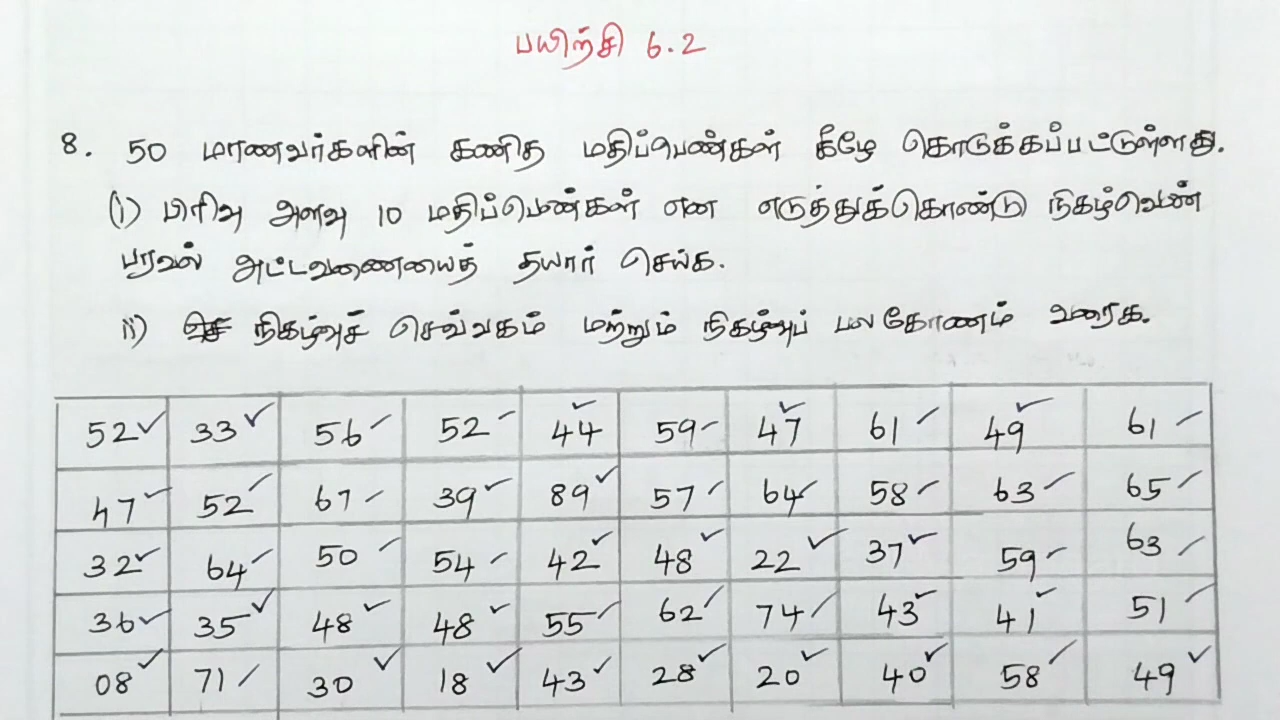 பயிற்சி 6.2
8. 50 மாணவர்களின் கணித மதிப்பெண்கள் கீழே கொடுக்கப்பட்டுள்ளது.
(i) பிரிவு அளவு 10 மதிப்பெண்கள் என எடுத்துக்கொண்டு நிகழ்வெண்
பரவல் அட்டவணையைத் தயார் செய்க.
ii) நிகழ்வுச் செவ்வகம் மற்றும் நிகழ்வுப் பலகோணம் வரைக.
52✓ 33✓ 56✓ 52✓ 44✓ 59✓ 47✓ 61✓ 49✓ 61✓
47✓ 52✓ 67✓ 39✓ 89✓ 57✓ 64✓ 58✓ 63✓ 65✓
32✓ 64✓ 50✓ 54✓ 42✓ 48✓ 22✓ 37✓ 59✓ 63✓
36✓ 35✓ 48✓ 48✓ 55✓ 62✓ 74✓ 43✓ 41✓ 51✓
08✓ 71✓ 30✓ 18✓ 43✓ 28✓ 20✓ 40✓ 58✓ 49✓